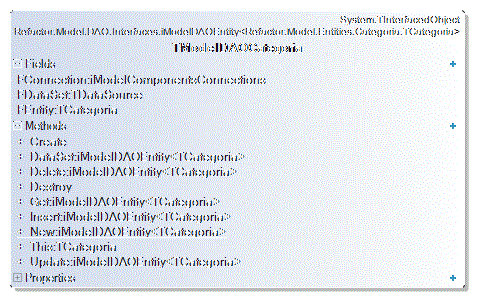 System.TInterfacedObject
Refactor.Model.DAO.Interfaces.iModelDAOEntity<Refactor.Model.Entities.Categoria.TCategoria>
TModelDAOCategoria
Fields
FConnection:iModelComponentsConnections
FDataSet:TDataSource
FEntity:TCategoria
Methods
Create
DataSet:iModelDAOEntity<TCategoria>
Delete:iModelDAOEntity<TCategoria>
Destroy
Get:iModelDAOEntity<TCategoria>
Insert:iModelDAOEntity<TCategoria>
New:iModelDAOEntity<TCategoria>
This:TCategoria
Update:iModelDAOEntity<TCategoria>
Properties